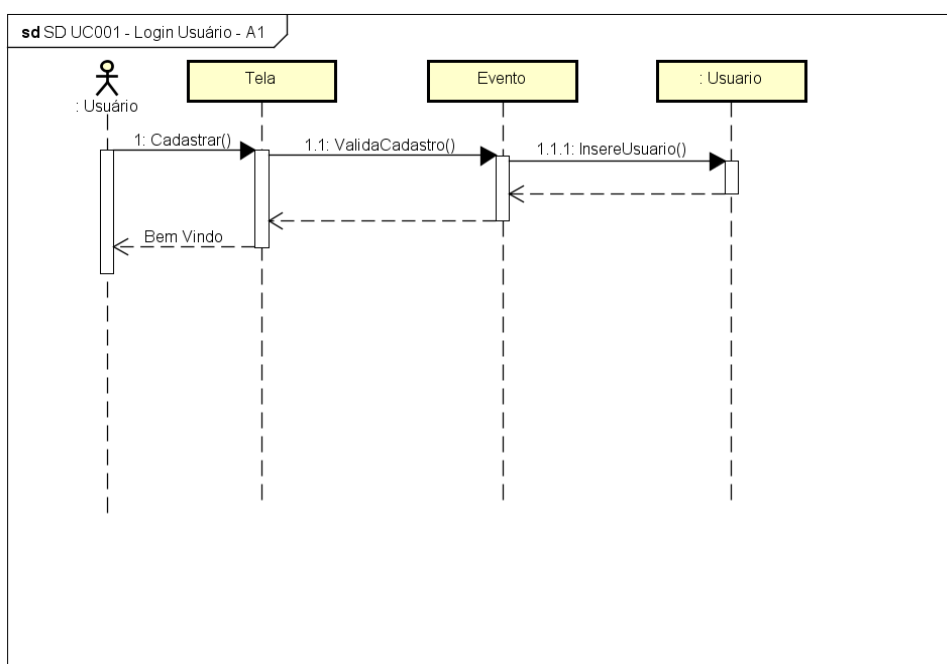 sd SD UC001 - Login Usuário - A1
: Usuário
Tela
Evento
: Usuario
1: Cadastrar()
1.1: ValidaCadastro()
1.1.1: InsereUsuario()
Bem Vindo